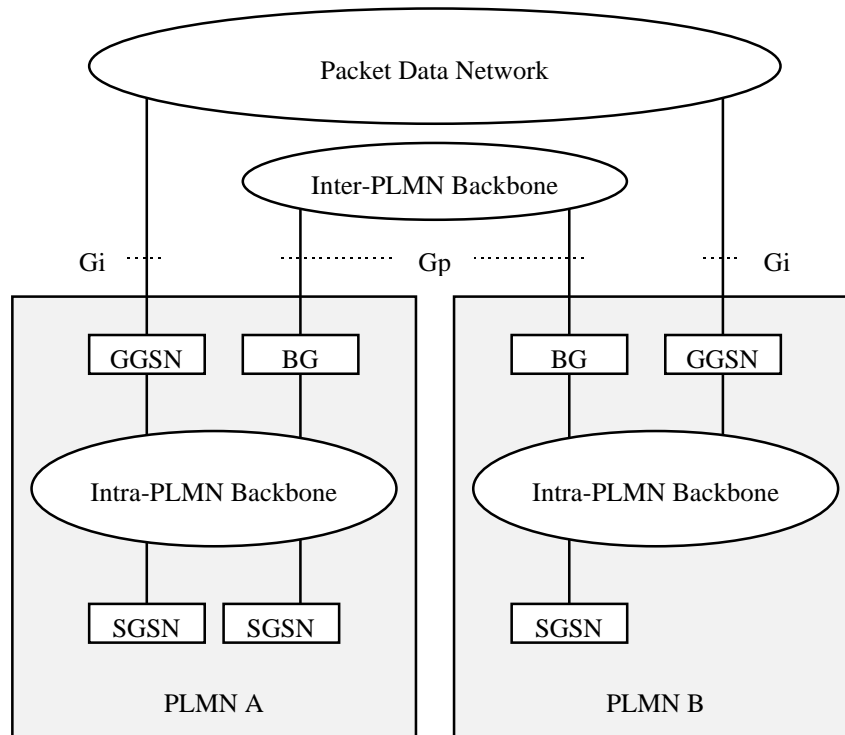 Packet Data Network
Inter-PLMN Backbone
Gi Gp Gi
GGSN BG BG GGSN
Intra-PLMN Backbone Intra-PLMN Backbone
SGSN SGSN SGSN
PLMN A PLMN B